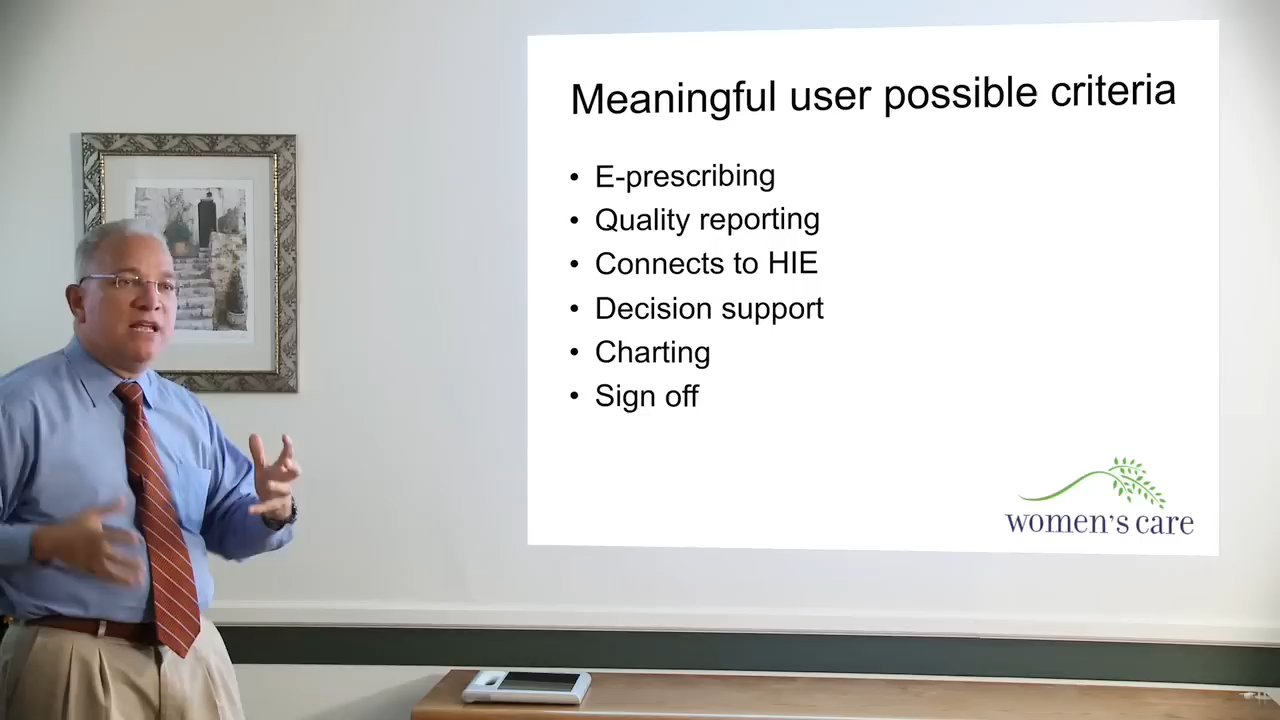 Meaningful user possible criteria
• E-prescribing
• Quality reporting
• Connects to HIE
• Decision support
• Charting
• Sign off
women's care